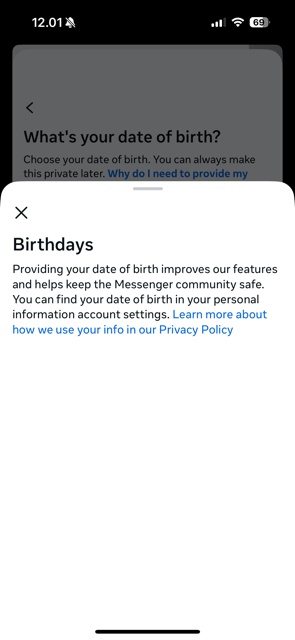 12.01
69
What's your date of birth?
Choose your date of birth. You can always make
this private later. Why do I need to provide my
Birthdays
Providing your date of birth improves our features
and helps keep the Messenger community safe.
You can find your date of birth in your personal
information account settings. Learn more about
how we use your info in our Privacy Policy